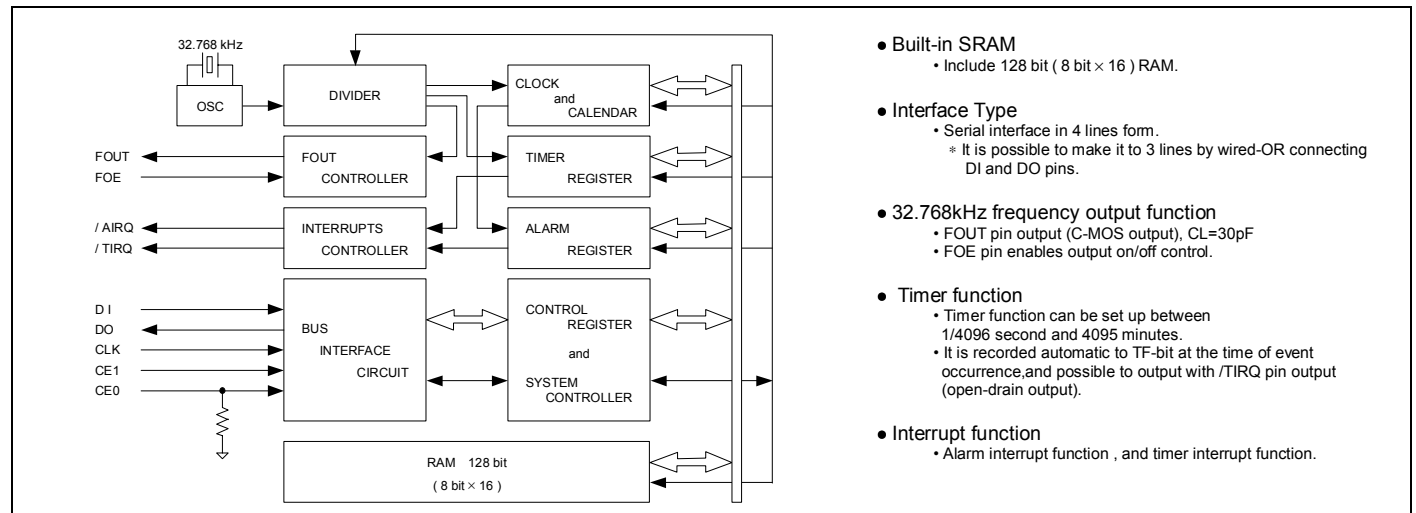 32.768 kHz
OSC
DIVIDER
CLOCK
and
CALENDAR
FOUT
FOE
FOUT
CONTROLLER
TIMER
REGISTER
/ AIRQ
/ TIRQ
INTERRUPTS
CONTROLLER
ALARM
REGISTER
D I
DO
CLK
CE1
CE0
BUS
INTERFACE
CIRCUIT
CONTROL
REGISTER
and
SYSTEM
CONTROLLER
RAM 128 bit
( 8 bit × 16 )
● Built-in SRAM
• Include 128 bit ( 8 bit × 16 ) RAM.
● Interface Type
• Serial interface in 4 lines form.
∗ It is possible to make it to 3 lines by wired-OR connecting
DI and DO pins.
● 32.768kHz frequency output function
• FOUT pin output (C-MOS output), CL=30pF
• FOE pin enables output on/off control.
● Timer function
• Timer function can be set up between
1/4096 second and 4095 minutes.
• It is recorded automatic to TF-bit at the time of event
occurrence,and possible to output with /TIRQ pin output
(open-drain output).
● Interrupt function
• Alarm interrupt function , and timer interrupt function.